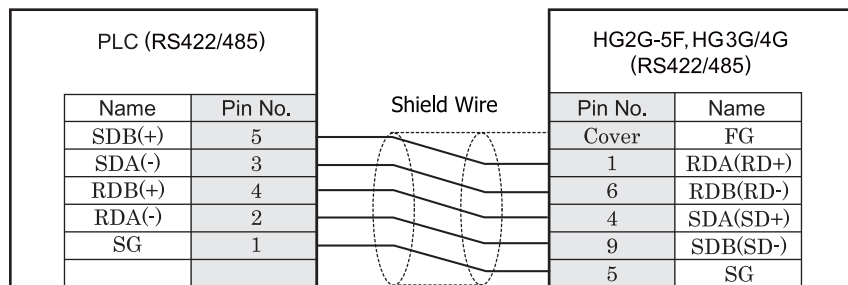 PLC (RS422/485)
HG2G-5F, HG3G/4G
(RS422/485)
Shield Wire
Name Pin No.
SDB(+) 5
SDA(-) 3
RDB(+) 4
RDA(-) 2
SG 1
Pin No. Name
Cover FG
1 RDA(RD+)
6 RDB(RD-)
4 SDA(SD+)
9 SDB(SD-)
5 SG